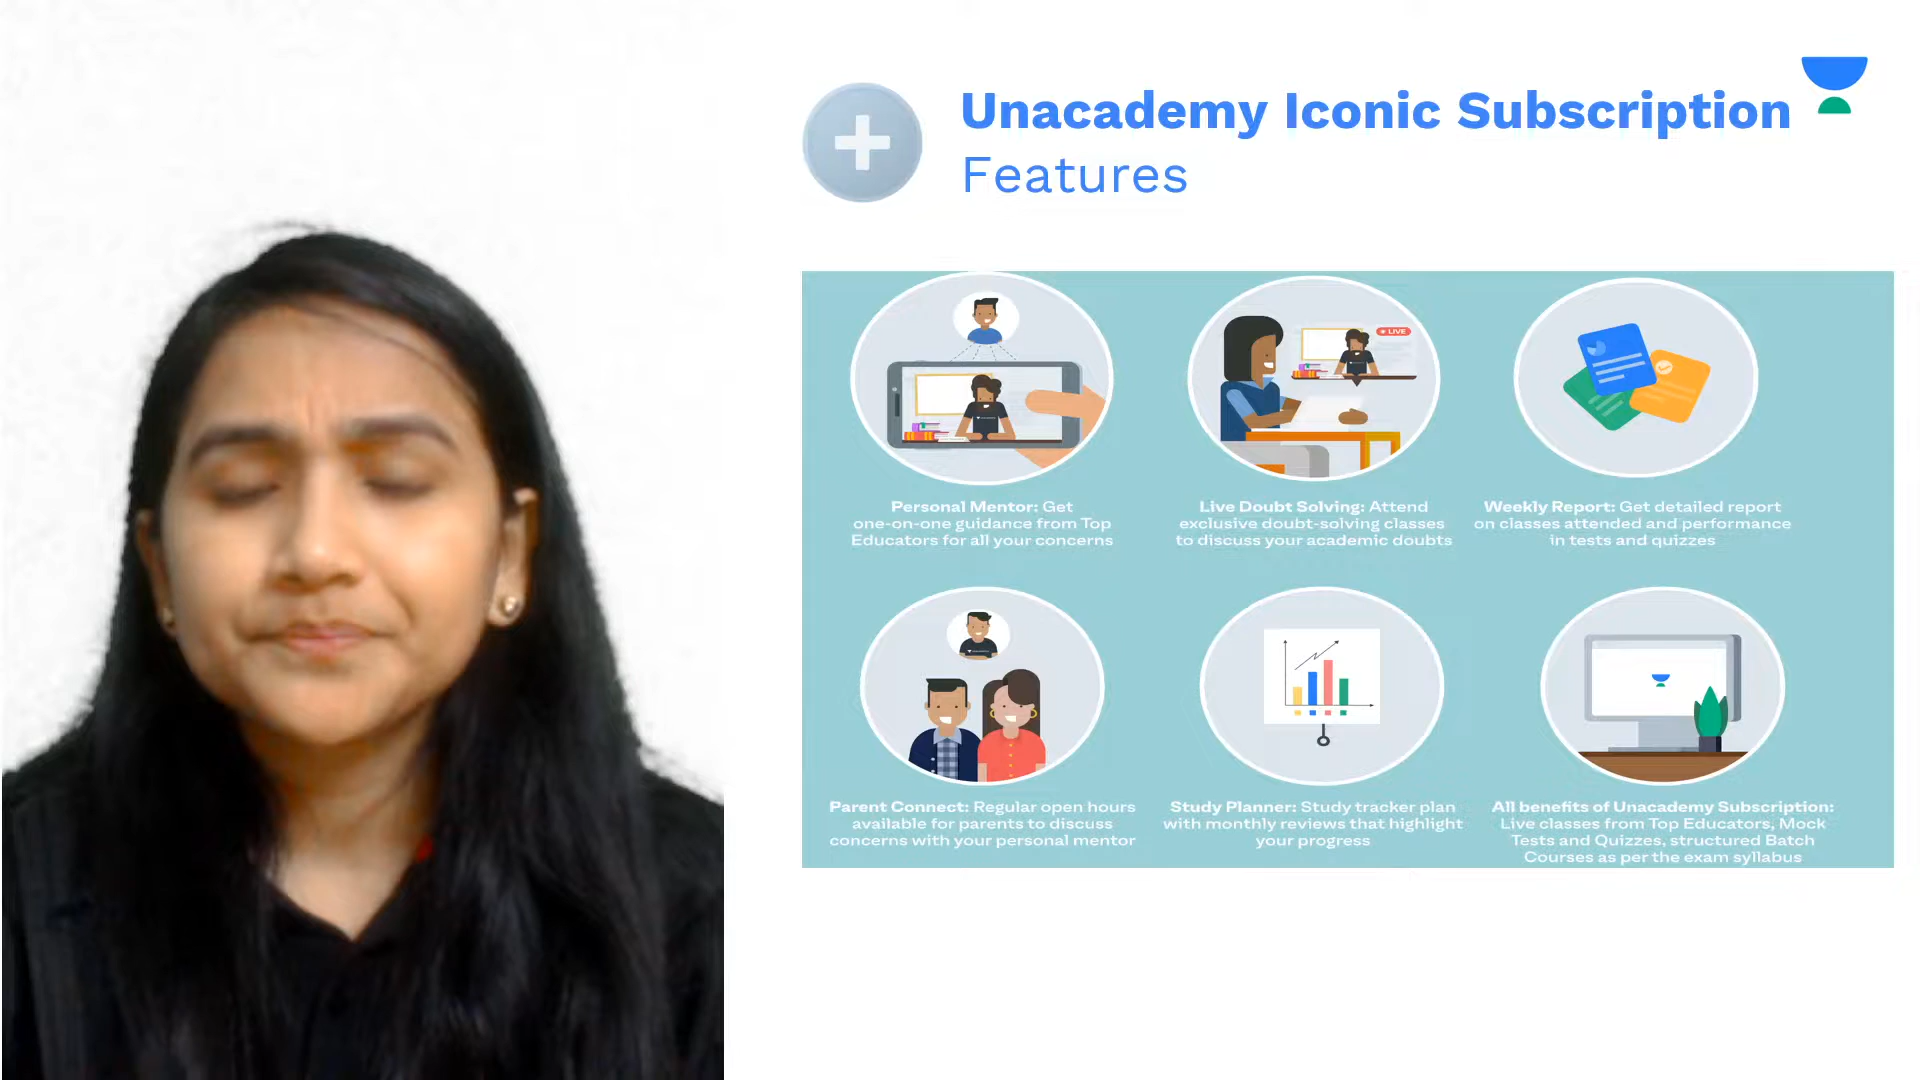 Unacademy Iconic Subscription
Features
LIVE
Personal Mentor: Get
one-on-one guidance from Top
Educators for all your concerns
Live Doubt Solving: Attend
exclusive doubt-solving classes
to discuss your academic doubts
Weekly Report: Get detailed report
on classes attended and performance
in tests and quizzes
Parent Connect: Regular open hours
available for parents to discuss
concerns with your personal mentor
Study Planner: Study tracker plan
with monthly reviews that highlight
your progress
All benefits of Unacademy Subscription:
Live classes from Top Educators, Mock
Tests and Quizzes, structured Batch
Courses as per the exam syllabus